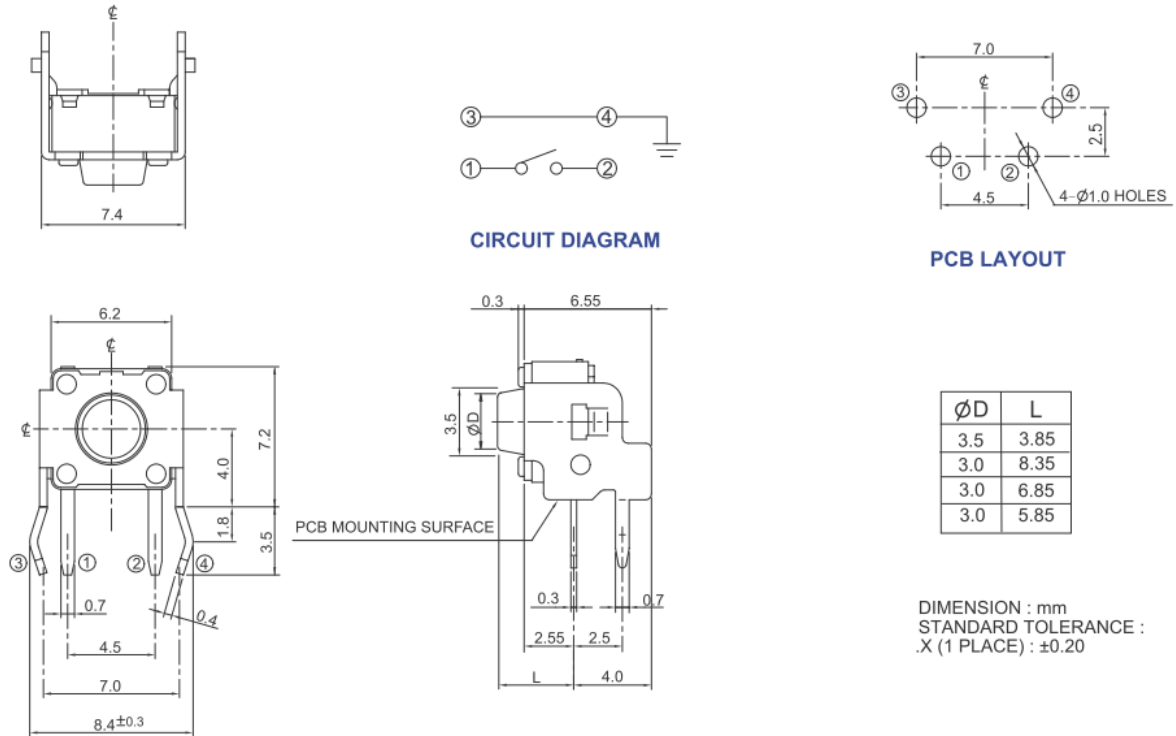 ℄
7.4
③ ④
① ②
CIRCUIT DIAGRAM
7.0
℄
③ ④
① ②
2.5
4.5
4-Ø1.0 HOLES
PCB LAYOUT
6.2
℄
℄
7.2
4.0
1.8
3.5
③ ① ② ④
0.7
0.4
4.5
7.0
8.4±0.3
0.3 6.55
3.5
ØD
PCB MOUNTING SURFACE
0.3 0.7
2.55 2.5
L 4.0
ØD L
3.5 3.85
3.0 8.35
3.0 6.85
3.0 5.85
DIMENSION : mm
STANDARD TOLERANCE :
.X (1 PLACE) : ±0.20